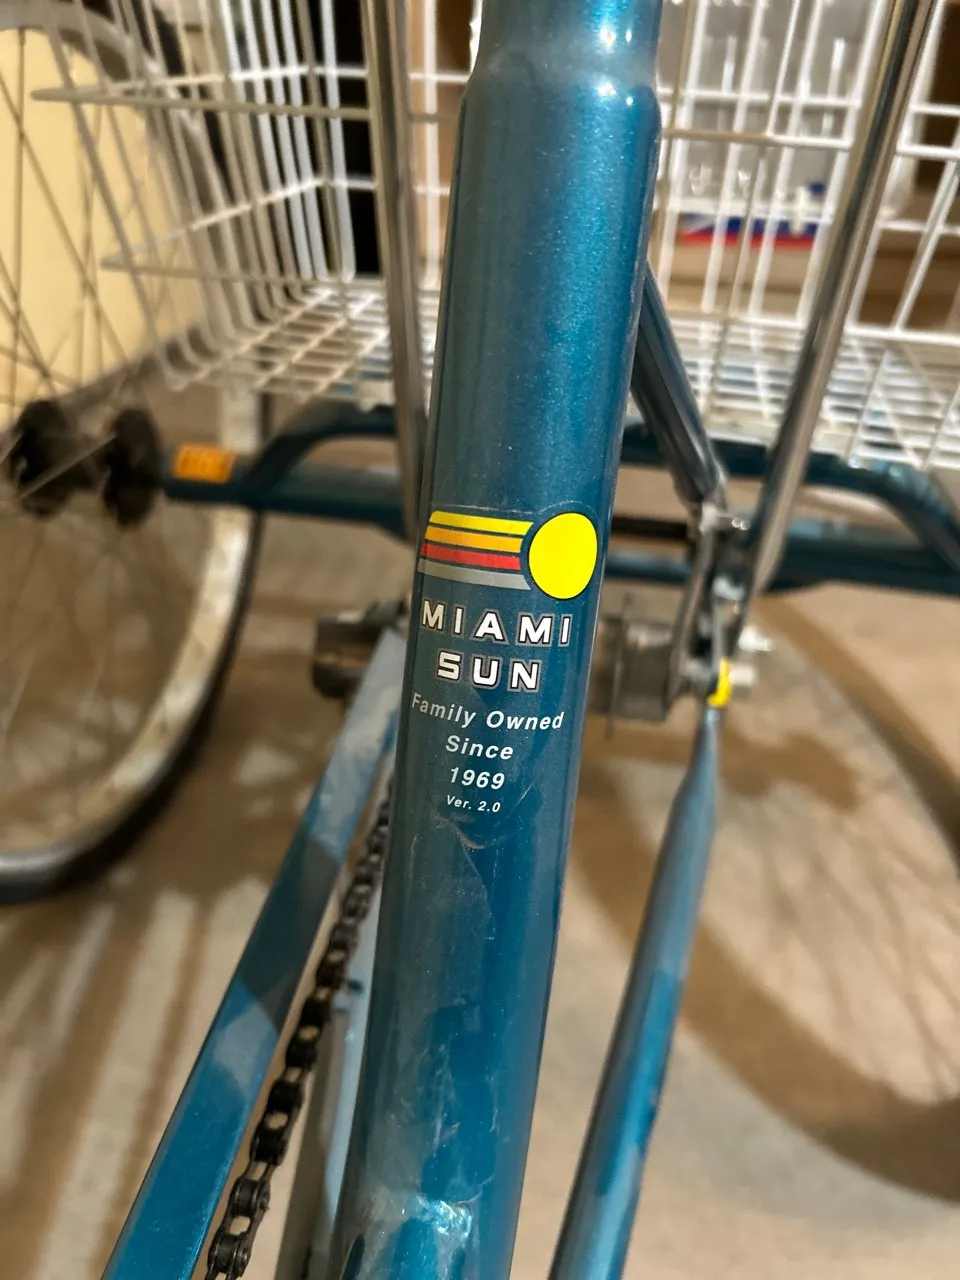 MIAMI
SUN
Family Owned
Since
1969
Ver. 2.0